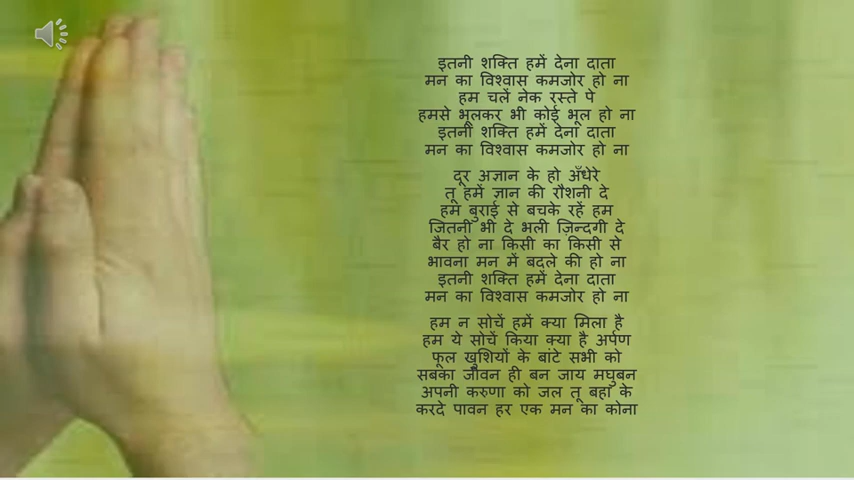 इतनी शक्ति हमें देना दाता
मन का विश्वास कमजोर हो ना
हम चलें नेक रस्ते पे
हमसे भूलकर भी कोई भूल हो ना
इतनी शक्ति हमें देना दाता
मन का विश्वास कमजोर हो ना
दूर अज्ञान के हो अँधेरे
तू हमें ज्ञान की रौशनी दे
हम बुराई से बचके रहें हम
जितनी भी दे भली ज़िन्दगी दे
बैर हो ना किसी का किसी से
भावना मन में बदले की हो ना
इतनी शक्ति हमें देना दाता
मन का विश्वास कमजोर हो ना
हम न सोचें हमें क्या मिला है
हम ये सोचें किया क्या है अर्पण
फूल खुशियों के बांटे सभी को
सबका जीवन ही बन जाय मघुबन
अपनी करुणा को जल तू बहा के
करदे पावन हर एक मन का कोना